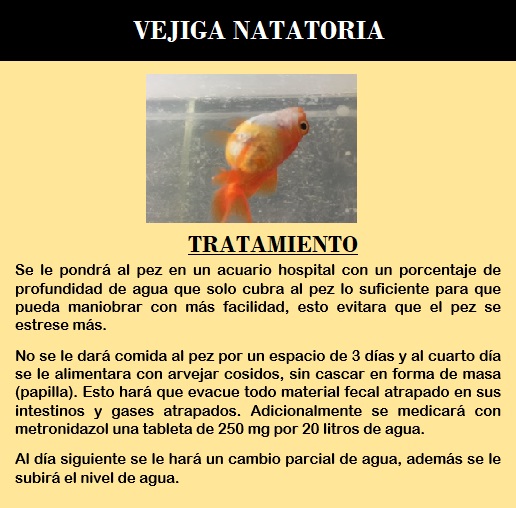 VEJIGA NATATORIA
TRATAMIENTO
Se le pondrá al pez en un acuario hospital con un porcentaje de
profundidad de agua que solo cubra al pez lo suficiente para que
pueda maniobrar con más facilidad, esto evitara que el pez se
estrese más.
No se le dará comida al pez por un espacio de 3 días y al cuarto día
se le alimentara con arvejar cosidos, sin cascar en forma de masa
(papilla). Esto hará que evacue todo material fecal atrapado en sus
intestinos y gases atrapados. Adicionalmente se medicará con
metronidazol una tableta de 250 mg por 20 litros de agua.
Al día siguiente se le hará un cambio parcial de agua, además se le
subirá el nivel de agua.